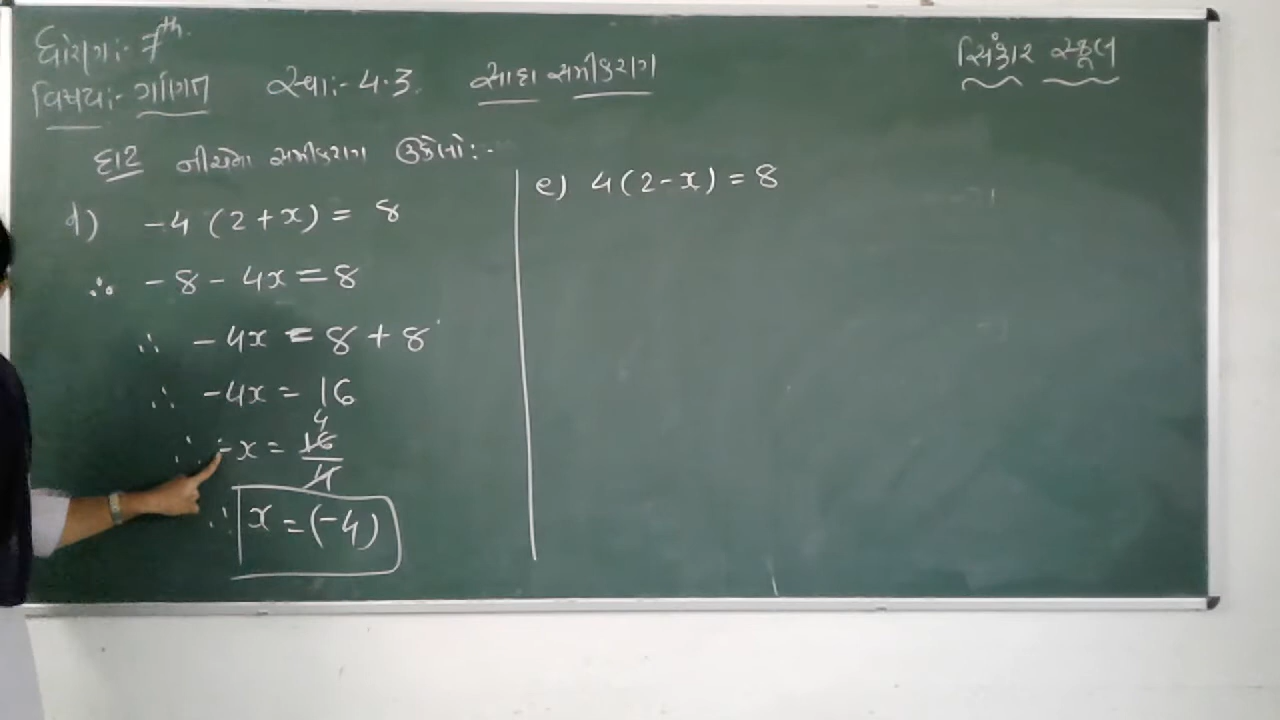 ધોરણ:- 7th
વિષય:- ગણિત સ્વા:- 4.3 સાદા સમીકરણ
સિંકાર સ્કૂલ
દા2 નીચેના સમીકરણ ઉકેલો:-
d) -4 (2 + x) = 8
∴ -8 - 4x = 8
∴ -4x = 8 + 8
∴ -4x = 16
4
∴ -x = 16
4
∴ x = (-4)
e) 4(2-x) = 8